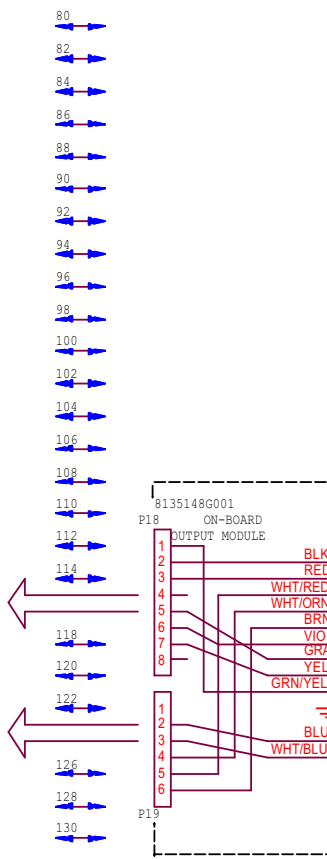 80
82
84
86
88
90
92
94
96
98
100
102
104
106
108
110
112
114
118
120
122
126
128
130
8135148G001
P18 ON-BOARD
OUTPUT MODULE
1
2
3
4
5
6
7
8
BLK
RED
WHT/RED
WHT/ORN
BRN
VIO
GRA
YEL
GRN/YEL
1
2
3
4
5
6
BLU
WHT/BLU
P19